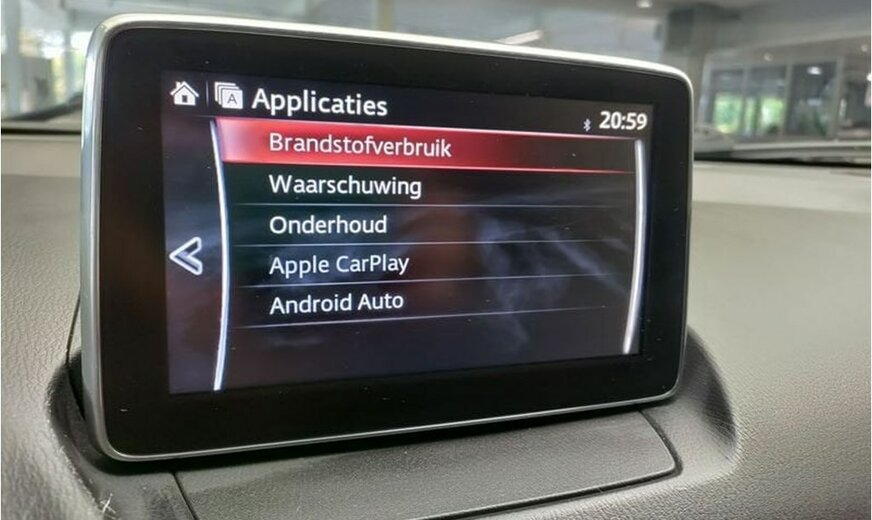 Applicaties
20:59
Brandstofverbruik
Waarschuwing
Onderhoud
Apple CarPlay
Android Auto